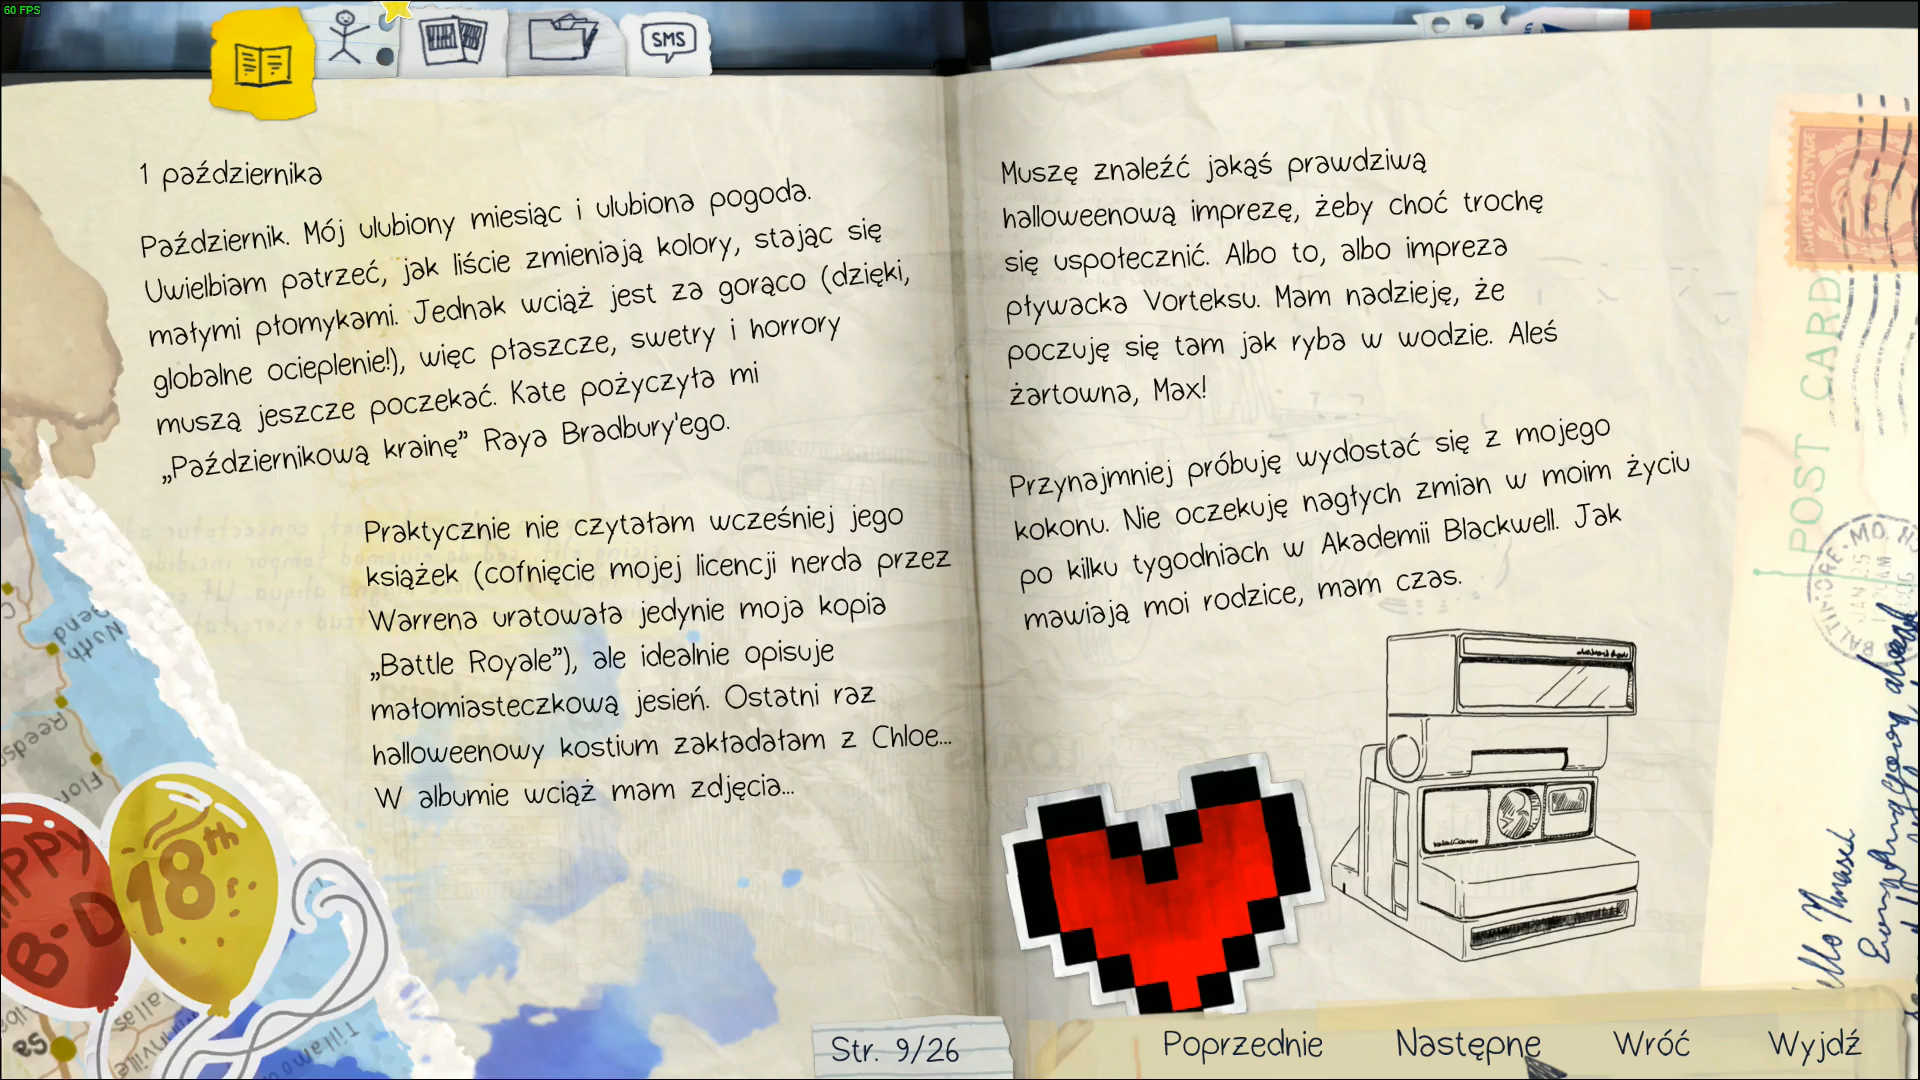 60 FPS
SMS
1 października
Październik. Mój ulubiony miesiąc i ulubiona pogoda.
Uwielbiam patrzeć, jak liście zmieniają kolory, stając się
małymi płomykami. Jednak wciąż jest za gorąco (dzięki,
globalne ocieplenie!), więc płaszcze, swetry i horrory
muszą jeszcze poczekać. Kate pożyczyła mi
„Październikową krainę” Raya Bradbury'ego.
Praktycznie nie czytałam wcześniej jego
książek (cofnięcie mojej licencji nerda przez
Warrena uratowała jedynie moja kopia
„Battle Royale”), ale idealnie opisuje
małomiasteczkową jesień. Ostatni raz
halloweenowy kostium zakładałam z Chloe...
W albumie wciąż mam zdjęcia...
HAPPY
B-D
18th
North
Bend
Muszę znaleźć jakąś prawdziwą
halloweenową imprezę, żeby choć trochę
się uspołecznić. Albo to, albo impreza
pływacka Vorteksu. Mam nadzieję, że
poczuję się tam jak ryba w wodzie. Aleś
żartowna, Max!
Przynajmniej próbuję wydostać się z mojego
kokonu. Nie oczekuję nagłych zmian w moim życiu
po kilku tygodniach w Akademii Blackwell. Jak
mawiają moi rodzice, mam czas.
POST CARD
BALTIMORE, MD.
Str. 9/26
Poprzednie
Następne
Wróć
Wyjdź